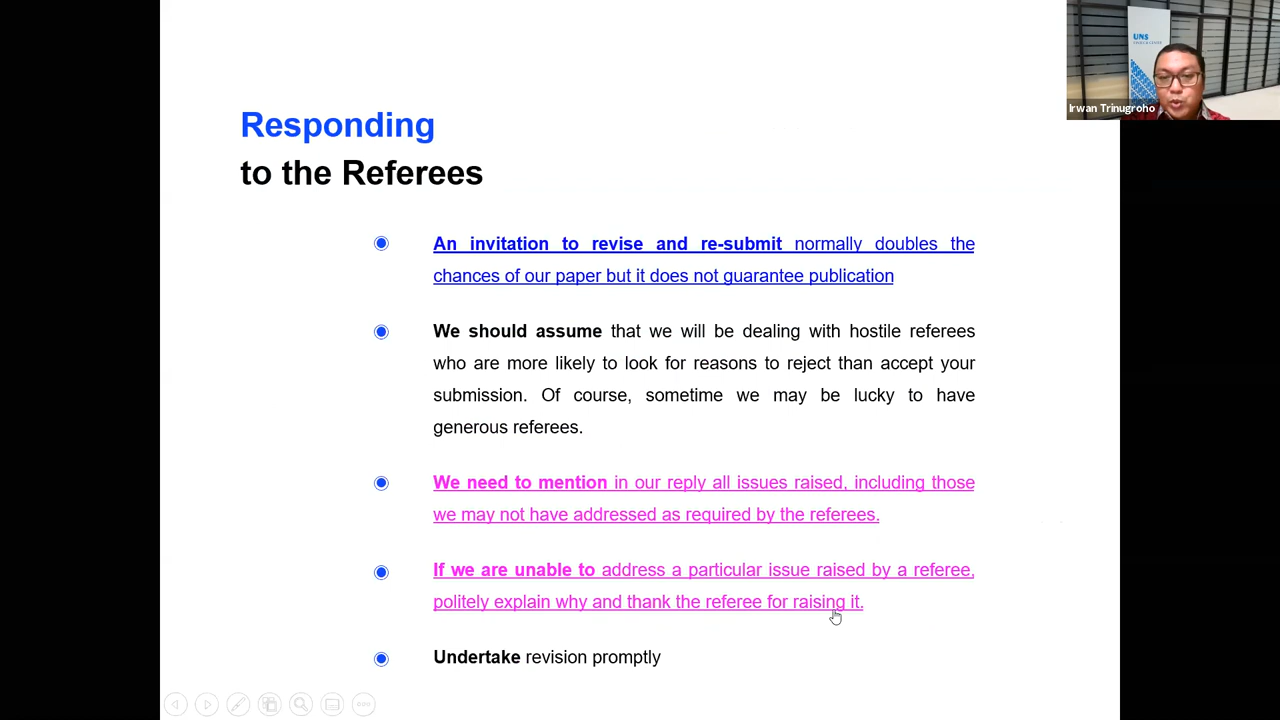 UNS
Irwan Trinugroho
Responding
to the Referees
An invitation to revise and re-submit normally doubles the
chances of our paper but it does not guarantee publication
We should assume that we will be dealing with hostile referees
who are more likely to look for reasons to reject than accept your
submission. Of course, sometime we may be lucky to have
generous referees.
We need to mention in our reply all issues raised, including those
we may not have addressed as required by the referees.
If we are unable to address a particular issue raised by a referee,
politely explain why and thank the referee for raising it.
Undertake revision promptly